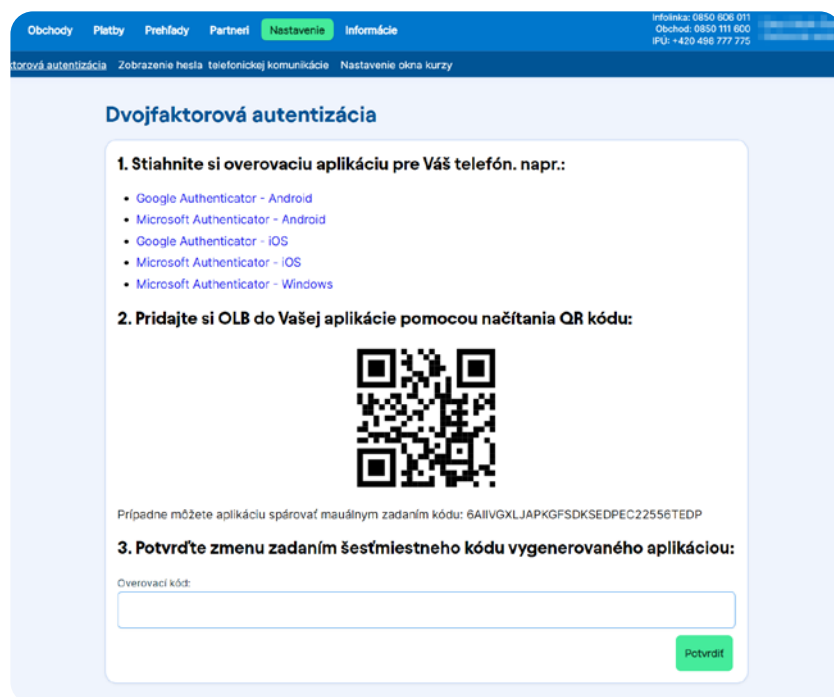 Obchody Platby Prehľady Partneri Nastavenie Informácie
Infolinka: 0850 606 011
Obchod: 0850 111 600
IPÚ: +420 498 777 775
ktorová autentizácia Zobrazenie hesla telefonickej komunikácie Nastavenie okna kurzy
Dvojfaktorová autentizácia
1. Stiahnite si overovaciu aplikáciu pre Váš telefón. napr.:
• Google Authenticator - Android
• Microsoft Authenticator - Android
• Google Authenticator - iOS
• Microsoft Authenticator - iOS
• Microsoft Authenticator - Windows
2. Pridajte si OLB do Vašej aplikácie pomocou načítania QR kódu:
Prípadne môžete aplikáciu spárovať mauálnym zadaním kódu: 6AIIVGXLJAPKGFSDKSEDPEC22556TEDP
3. Potvrďte zmenu zadaním šesťmiestneho kódu vygenerovaného aplikáciou:
Overovací kód:
Potvrdiť